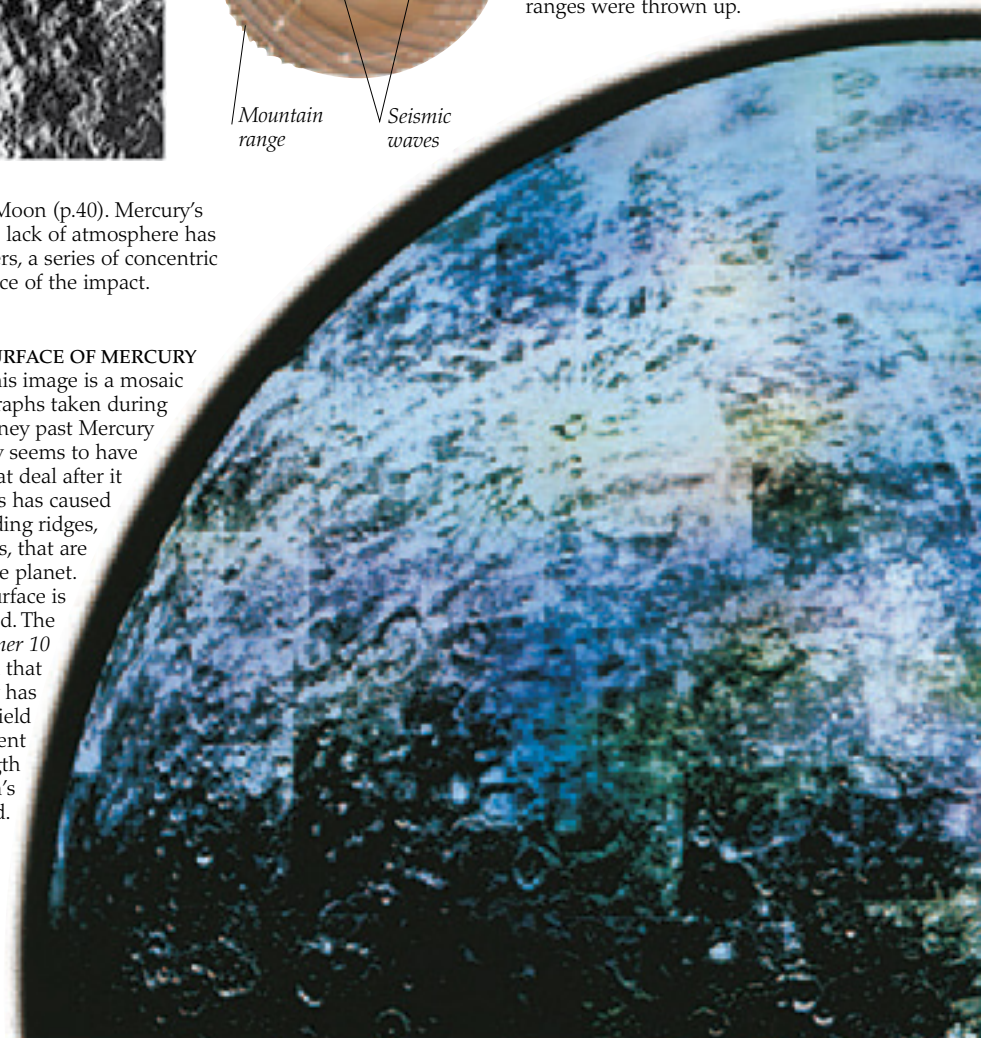 ranges were thrown up.
Mountain
range
Seismic
waves
Moon (p.40). Mercury's
lack of atmosphere has
ers, a series of concentric
ce of the impact.
URFACE OF MERCURY
his image is a mosaic
raphs taken during
ney past Mercury
y seems to have
at deal after it
s has caused
ding ridges,
s, that are
e planet.
urface is
d. The
ner 10
that
has
ield
ent
gth
's
d.